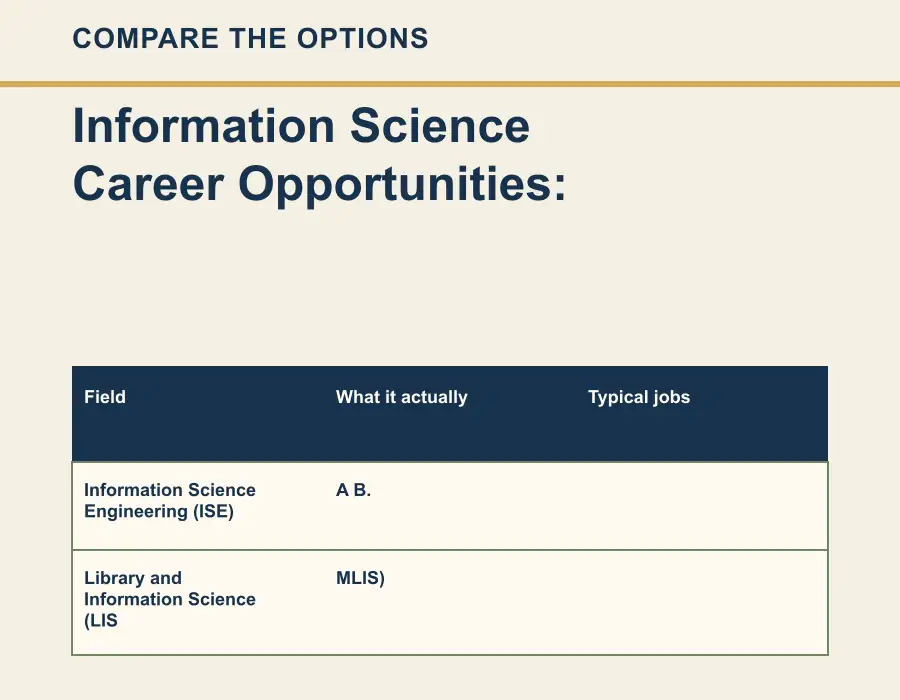 COMPARE THE OPTIONS
Information Science
Career Opportunities:
Field
What it actually
Typical jobs
Information Science
Engineering (ISE)
A B.
Library and
Information Science
(LIS
MLIS)